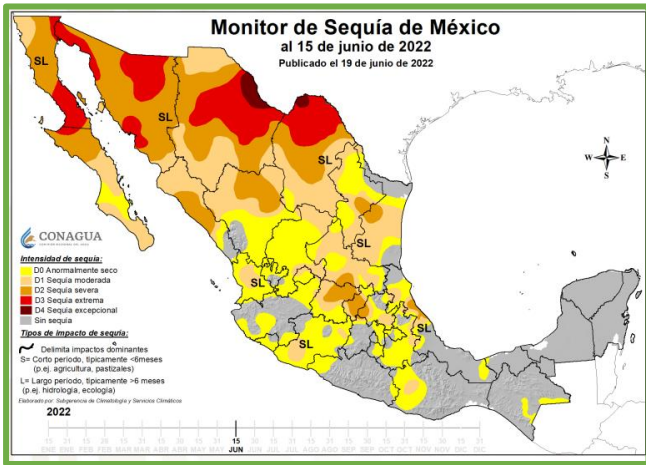 Monitor de Sequía de México
al 15 de junio de 2022
Publicado el 19 de junio de 2022
SL
SL
SL
SL
SL
SL
SL
N
W E
S
CONAGUA
Intensidad de sequía:
D0 Anormalmente seco
D1 Sequía moderada
D2 Sequía severa
D3 Sequía extrema
D4 Sequía excepcional
Sin sequía
Tipos de impacto de sequía:
Delimita impactos dominantes
S= Corto período, típicamente <6meses
(p.ej. agricultura, pastizales)
L= Largo período, típicamente >6 meses
(p.ej. hidrología, ecología)
Elaborado por: Subgerencia de Climatología y Servicios Climáticos
2022
15
JUN